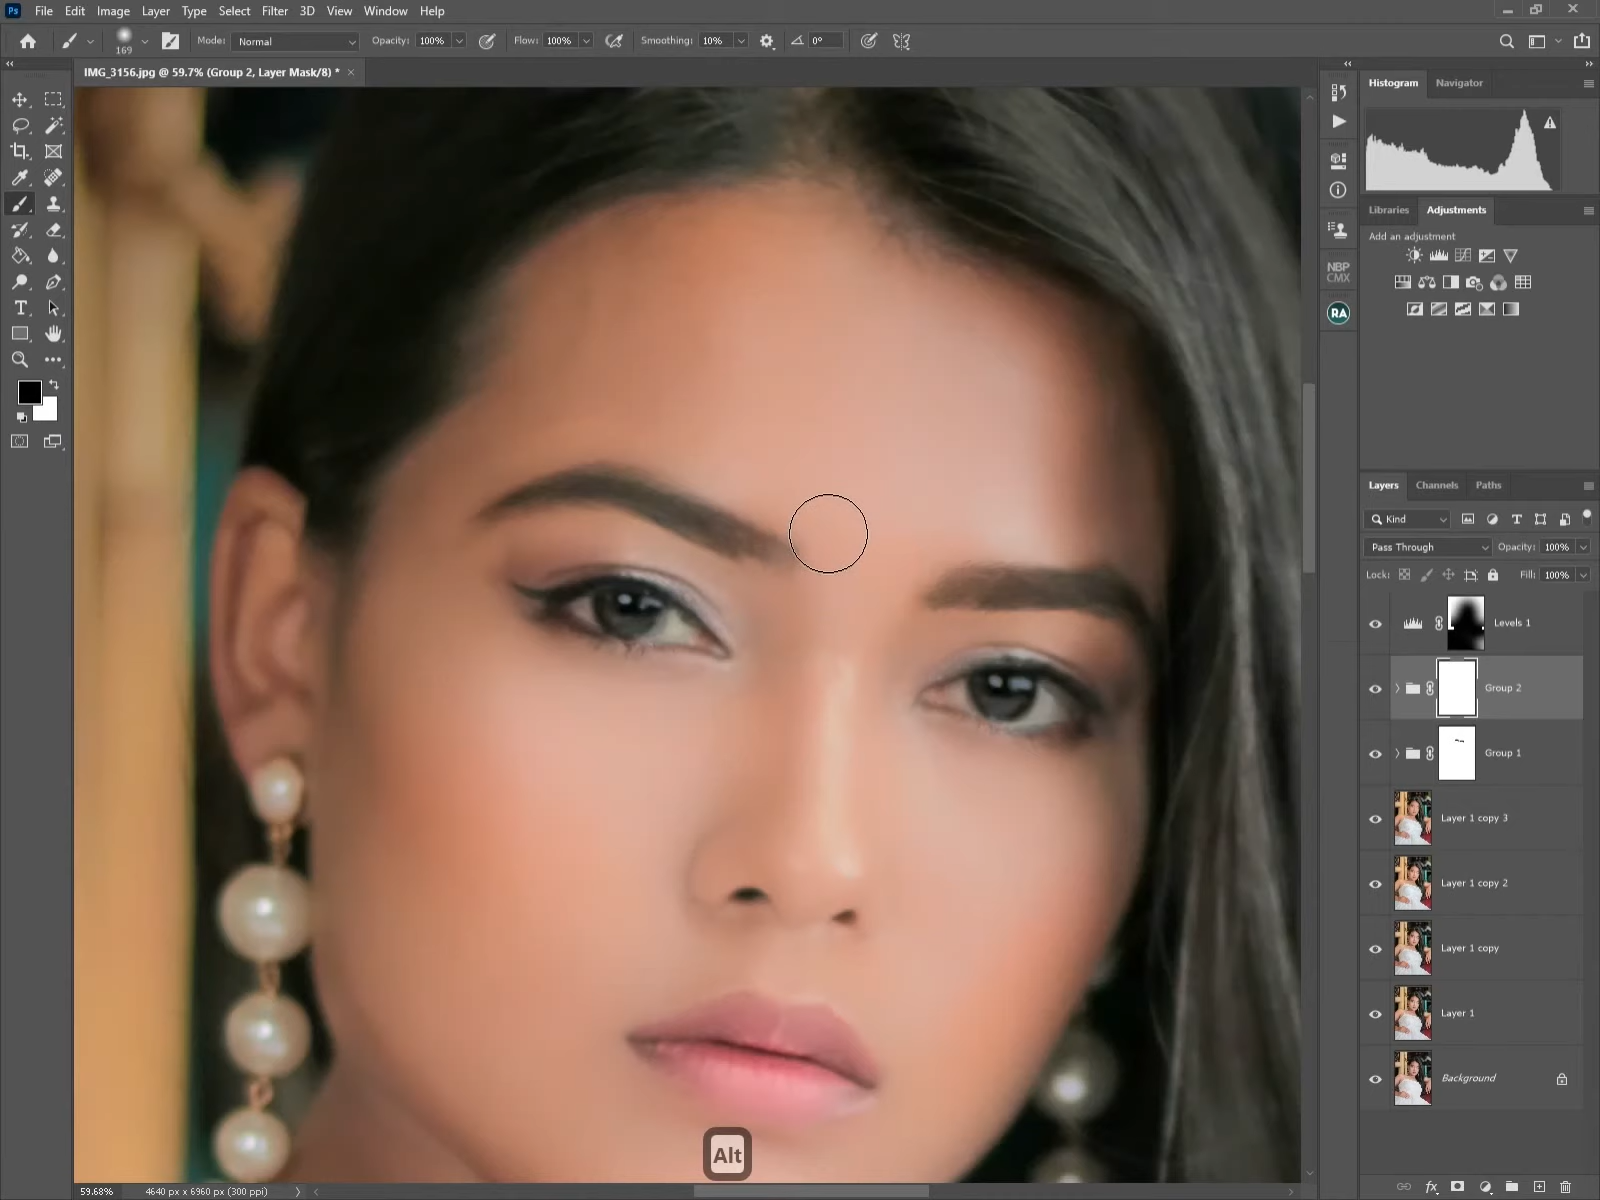 Ps File Edit Image Layer Type Select Filter 3D View Window Help
169 Mode: Normal Opacity: 100% Flow: 100% Smoothing: 10% 0°
IMG_3156.jpg @ 59.7% (Group 2, Layer Mask/8) * ×
Histogram Navigator
Libraries Adjustments
Add an adjustment
NBP
CMX
RA
Layers Channels Paths
Kind
Pass Through Opacity: 100%
Lock: Fill: 100%
Levels 1
Group 2
Group 1
Layer 1 copy 3
Layer 1 copy 2
Layer 1 copy
Layer 1
Background
Alt
59.68% 4640 px x 6960 px (300 ppi)
fx